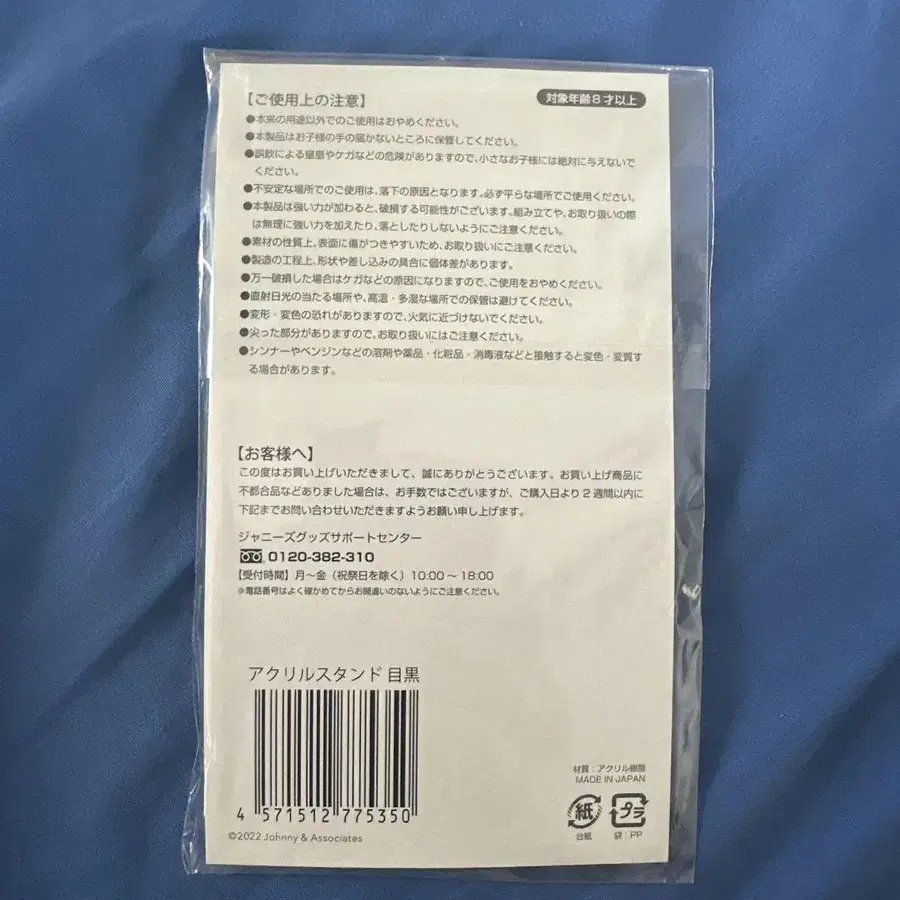 【ご使用上の注意】
対象年齢8才以上
●本来の用途以外でのご使用はおやめください。
●本製品はお子様の手の届かないところに保管してください。
●誤飲による窒息やケガなどの危険がありますので、小さなお子様には絶対に与えないで
ください。
●不安定な場所でのご使用は、落下の原因となります。必ず平らな場所でご使用ください。
●本製品は強い力が加わると、破損する可能性がございます。組み立てや、お取り扱いの際
は無理に強い力を加えたり、落としたりしないようにご注意ください。
●素材の性質上、表面に傷がつきやすいため、お取り扱いにご注意ください。
●製造の工程上、形状や差し込みの具合に個体差があります。
●万一破損した場合はケガなどの原因になりますので、ご使用をおやめください。
●直射日光の当たる場所や、高温・多湿な場所での保管は避けてください。
●変形・変色の恐れがありますので、火気に近づけないでください。
●尖った部分がありますので、お取り扱いにはご注意ください。
●シンナーやベンジンなどの溶剤や薬品・化粧品・消毒液などと接触すると変色・変質す
る場合があります。
【お客様へ】
この度はお買い上げいただきまして、誠にありがとうございます。お買い上げ商品に
不都合品などありました場合は、お手数ではございますが、ご購入日より2週間以内に
下記までお問い合わせいただきますようお願い申し上げます。
ジャニーズグッズサポートセンター
0120-382-310
【受付時間】月〜金（祝祭日を除く）10:00〜18:00
※電話番号はよく確かめてからお間違いのないようにご注意ください。
アクリルスタンド 目黒
4 571512 775350
©2022 Johnny & Associates
材質：アクリル樹脂
MADE IN JAPAN
紙 プラ
台紙 袋：PP